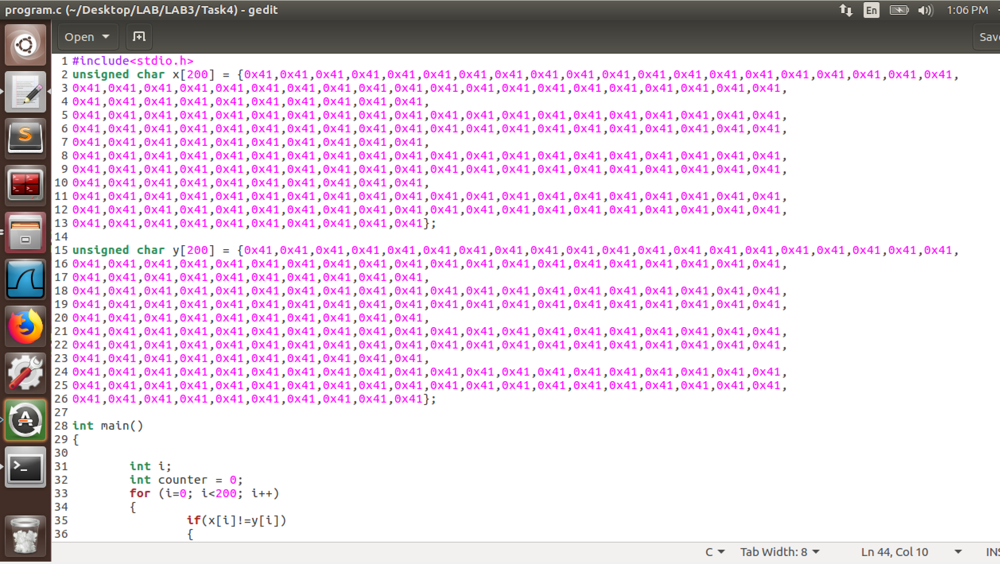 program.c (~/Desktop/LAB/LAB3/Task4) - gedit
En
1:06 PM
Open
1 #include<stdio.h>
2 unsigned char x[200] = {0x41,0x41,0x41,0x41,0x41,0x41,0x41,0x41,0x41,0x41,0x41,0x41,0x41,0x41,0x41,0x41,0x41,0x41,0x41,0x41,
3 0x41,0x41,0x41,0x41,0x41,0x41,0x41,0x41,0x41,0x41,0x41,0x41,0x41,0x41,0x41,0x41,0x41,0x41,0x41,0x41,
4 0x41,0x41,0x41,0x41,0x41,0x41,0x41,0x41,0x41,0x41,
5 0x41,0x41,0x41,0x41,0x41,0x41,0x41,0x41,0x41,0x41,0x41,0x41,0x41,0x41,0x41,0x41,0x41,0x41,0x41,0x41,
6 0x41,0x41,0x41,0x41,0x41,0x41,0x41,0x41,0x41,0x41,0x41,0x41,0x41,0x41,0x41,0x41,0x41,0x41,0x41,0x41,
7 0x41,0x41,0x41,0x41,0x41,0x41,0x41,0x41,0x41,0x41,
8 0x41,0x41,0x41,0x41,0x41,0x41,0x41,0x41,0x41,0x41,0x41,0x41,0x41,0x41,0x41,0x41,0x41,0x41,0x41,0x41,
9 0x41,0x41,0x41,0x41,0x41,0x41,0x41,0x41,0x41,0x41,0x41,0x41,0x41,0x41,0x41,0x41,0x41,0x41,0x41,0x41,
10 0x41,0x41,0x41,0x41,0x41,0x41,0x41,0x41,0x41,0x41,
11 0x41,0x41,0x41,0x41,0x41,0x41,0x41,0x41,0x41,0x41,0x41,0x41,0x41,0x41,0x41,0x41,0x41,0x41,0x41,0x41,
12 0x41,0x41,0x41,0x41,0x41,0x41,0x41,0x41,0x41,0x41,0x41,0x41,0x41,0x41,0x41,0x41,0x41,0x41,0x41,0x41,
13 0x41,0x41,0x41,0x41,0x41,0x41,0x41,0x41,0x41,0x41};
14
15 unsigned char y[200] = {0x41,0x41,0x41,0x41,0x41,0x41,0x41,0x41,0x41,0x41,0x41,0x41,0x41,0x41,0x41,0x41,0x41,0x41,0x41,0x41,
16 0x41,0x41,0x41,0x41,0x41,0x41,0x41,0x41,0x41,0x41,0x41,0x41,0x41,0x41,0x41,0x41,0x41,0x41,0x41,0x41,
17 0x41,0x41,0x41,0x41,0x41,0x41,0x41,0x41,0x41,0x41,
18 0x41,0x41,0x41,0x41,0x41,0x41,0x41,0x41,0x41,0x41,0x41,0x41,0x41,0x41,0x41,0x41,0x41,0x41,0x41,0x41,
19 0x41,0x41,0x41,0x41,0x41,0x41,0x41,0x41,0x41,0x41,0x41,0x41,0x41,0x41,0x41,0x41,0x41,0x41,0x41,0x41,
20 0x41,0x41,0x41,0x41,0x41,0x41,0x41,0x41,0x41,0x41,
21 0x41,0x41,0x41,0x41,0x41,0x41,0x41,0x41,0x41,0x41,0x41,0x41,0x41,0x41,0x41,0x41,0x41,0x41,0x41,0x41,
22 0x41,0x41,0x41,0x41,0x41,0x41,0x41,0x41,0x41,0x41,0x41,0x41,0x41,0x41,0x41,0x41,0x41,0x41,0x41,0x41,
23 0x41,0x41,0x41,0x41,0x41,0x41,0x41,0x41,0x41,0x41,
24 0x41,0x41,0x41,0x41,0x41,0x41,0x41,0x41,0x41,0x41,0x41,0x41,0x41,0x41,0x41,0x41,0x41,0x41,0x41,0x41,
25 0x41,0x41,0x41,0x41,0x41,0x41,0x41,0x41,0x41,0x41,0x41,0x41,0x41,0x41,0x41,0x41,0x41,0x41,0x41,0x41,
26 0x41,0x41,0x41,0x41,0x41,0x41,0x41,0x41,0x41,0x41};
27
28 int main()
29 {
30
31 int i;
32 int counter = 0;
33 for (i=0; i<200; i++)
34 {
35 if(x[i]!=y[i])
36 {
C
Tab Width: 8
Ln 44, Col 10